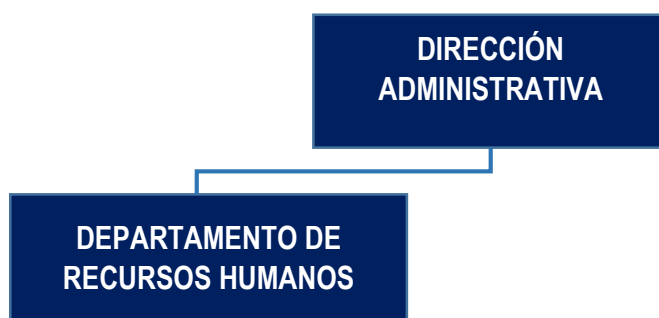 DIRECCIÓN
ADMINISTRATIVA
DEPARTAMENTO DE
RECURSOS HUMANOS